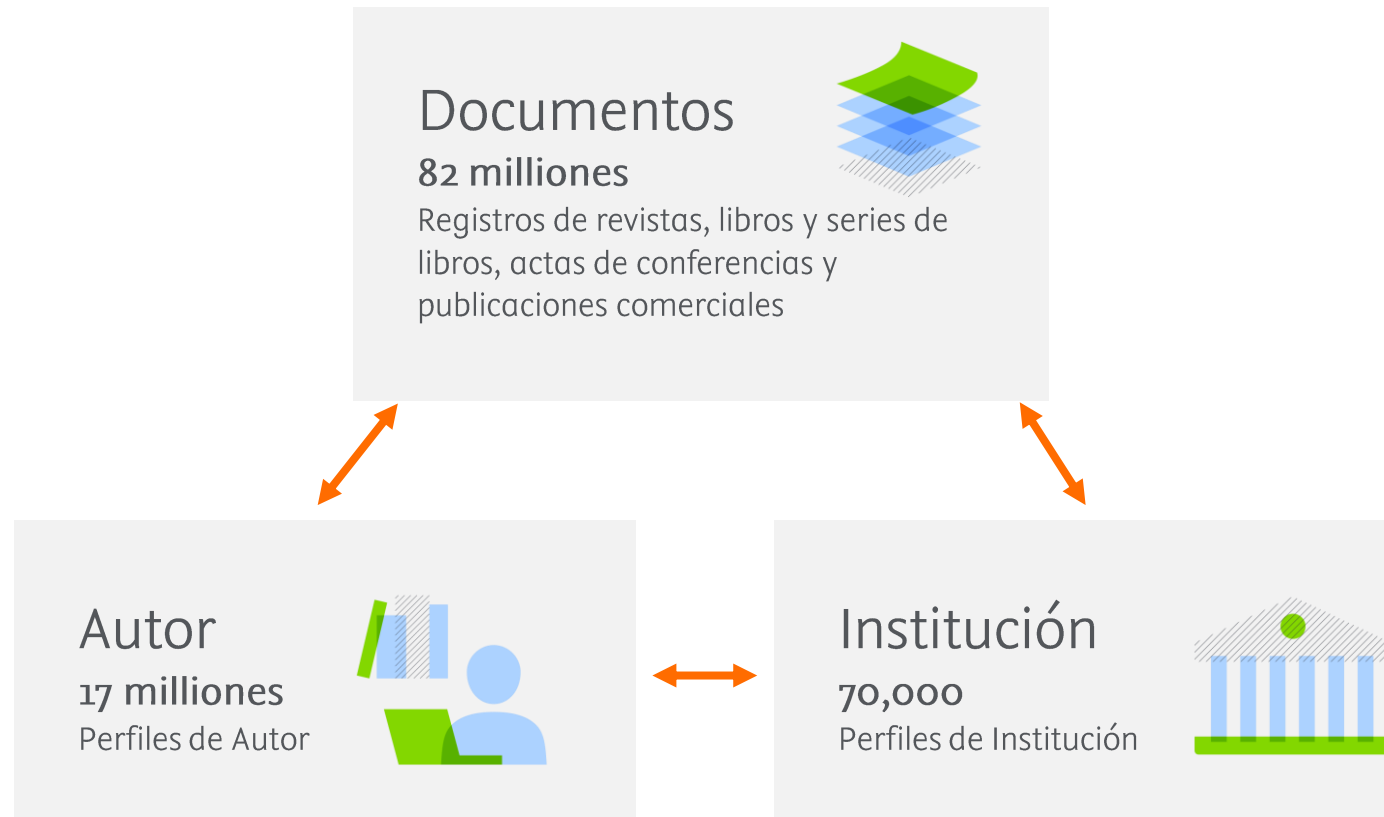 Documentos
82 milliones
Registros de revistas, libros y series de
libros, actas de conferencias y
publicaciones comerciales
Autor
17 milliones
Perfiles de Autor
Institución
70,000
Perfiles de Institución